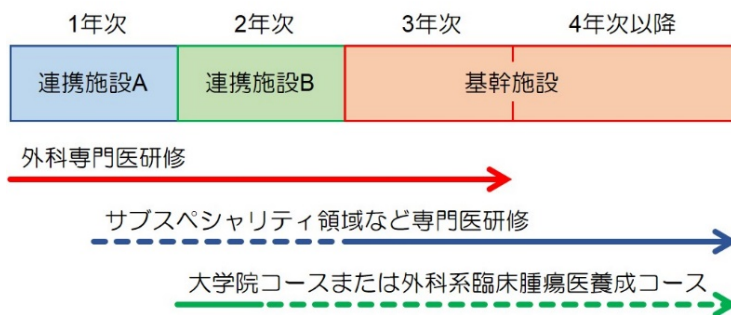 1年次 2年次 3年次 4年次以降
連携施設A 連携施設B 基幹施設
外科専門医研修
サブスペシャリティ領域など専門医研修
大学院コースまたは外科系臨床腫瘍医養成コース